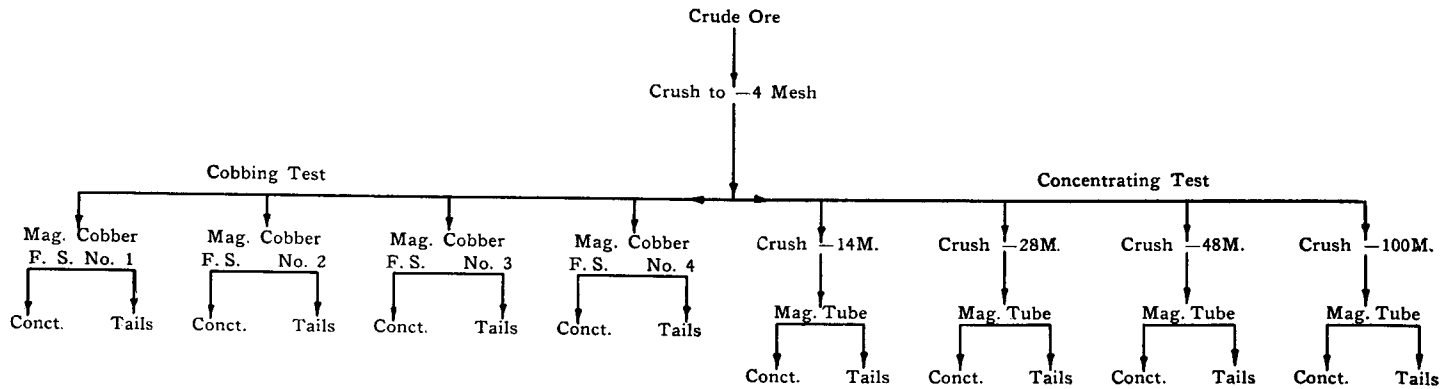 Crude Ore
Crush to —4 Mesh
Cobbing Test
Concentrating Test
Mag. Cobber
F. S. No. 1
Mag. Cobber
F. S. No. 2
Mag. Cobber
F. S. No. 3
Mag. Cobber
F. S. No. 4
Crush —14M.
Crush —28M.
Crush —48M.
Crush —100M.
Conct. Tails
Conct. Tails
Conct. Tails
Conct. Tails
Mag. Tube
Mag. Tube
Mag. Tube
Mag. Tube
Conct. Tails
Conct. Tails
Conct. Tails
Conct. Tails